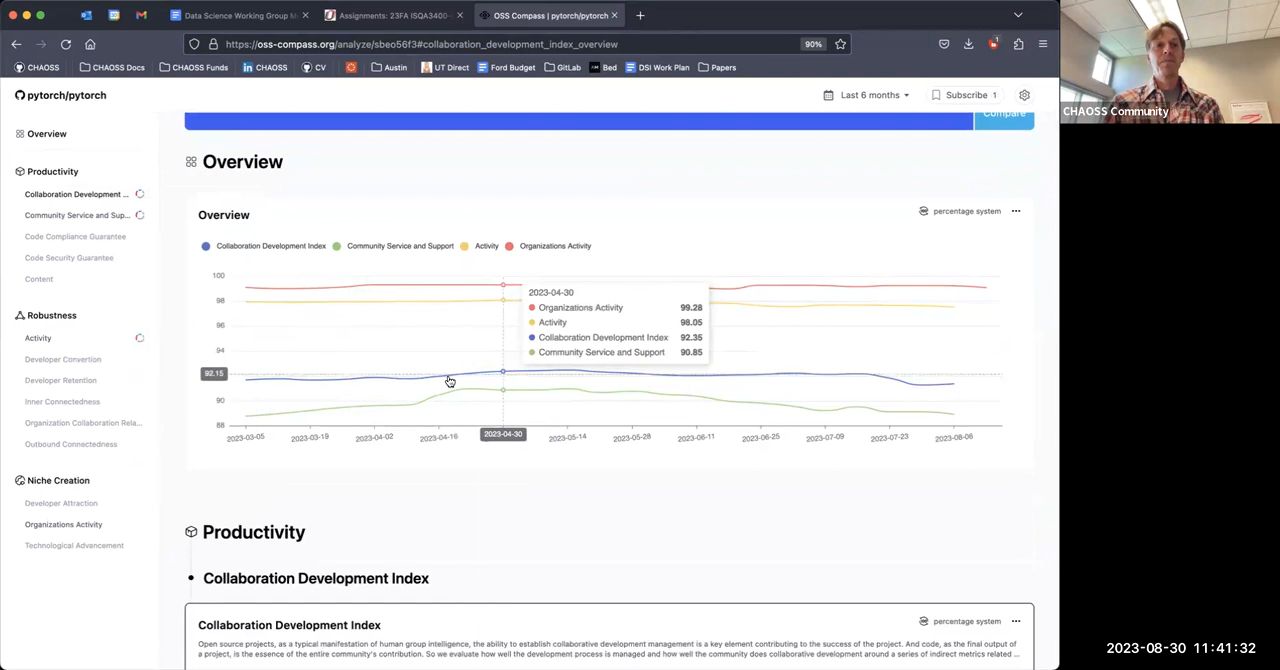 Data Science Working Group M
Assignments: 23FA ISQA3400-
OSS Compass | pytorch/pytorch
https://oss-compass.org/analyze/sbeo56f3#collaboration_development_index_overview
90%
1
CHAOSS
CHAOSS Docs
CHAOSS Funds
CHAOSS
CV
Austin
UT Direct
Ford Budget
GitLab
Bed
DSI Work Plan
Papers
pytorch/pytorch
Last 6 months
Subscribe 1
Compare
Overview
Productivity
Collaboration Development ...
Community Service and Sup...
Code Compliance Guarantee
Code Security Guarantee
Content
Robustness
Activity
Developer Convertion
Developer Retention
Inner Connectedness
Organization Collaboration Rela...
Outbound Connectedness
Niche Creation
Developer Attraction
Organizations Activity
Technological Advancement
Overview
Overview
percentage system
Collaboration Development Index
Community Service and Support
Activity
Organizations Activity
100
98
96
94
92.15
90
88
2023-04-30
Organizations Activity 99.28
Activity 98.05
Collaboration Development Index 92.35
Community Service and Support 90.85
2023-03-05
2023-03-19
2023-04-02
2023-04-16
2023-04-30
2023-05-14
2023-05-28
2023-06-11
2023-06-25
2023-07-09
2023-07-23
2023-08-06
Productivity
Collaboration Development Index
Collaboration Development Index
percentage system
Open source projects, as a typical manifestation of human group intelligence, the ability to establish collaborative development management is a key element contributing to the success of the project. And code, as the final output of
a project, is the essence of the entire community's contribution. So we evaluate how well the development process is managed and how well the community does collaborative development around a series of indirect metrics related ...
CHAOSS Community
2023-08-30 11:41:32